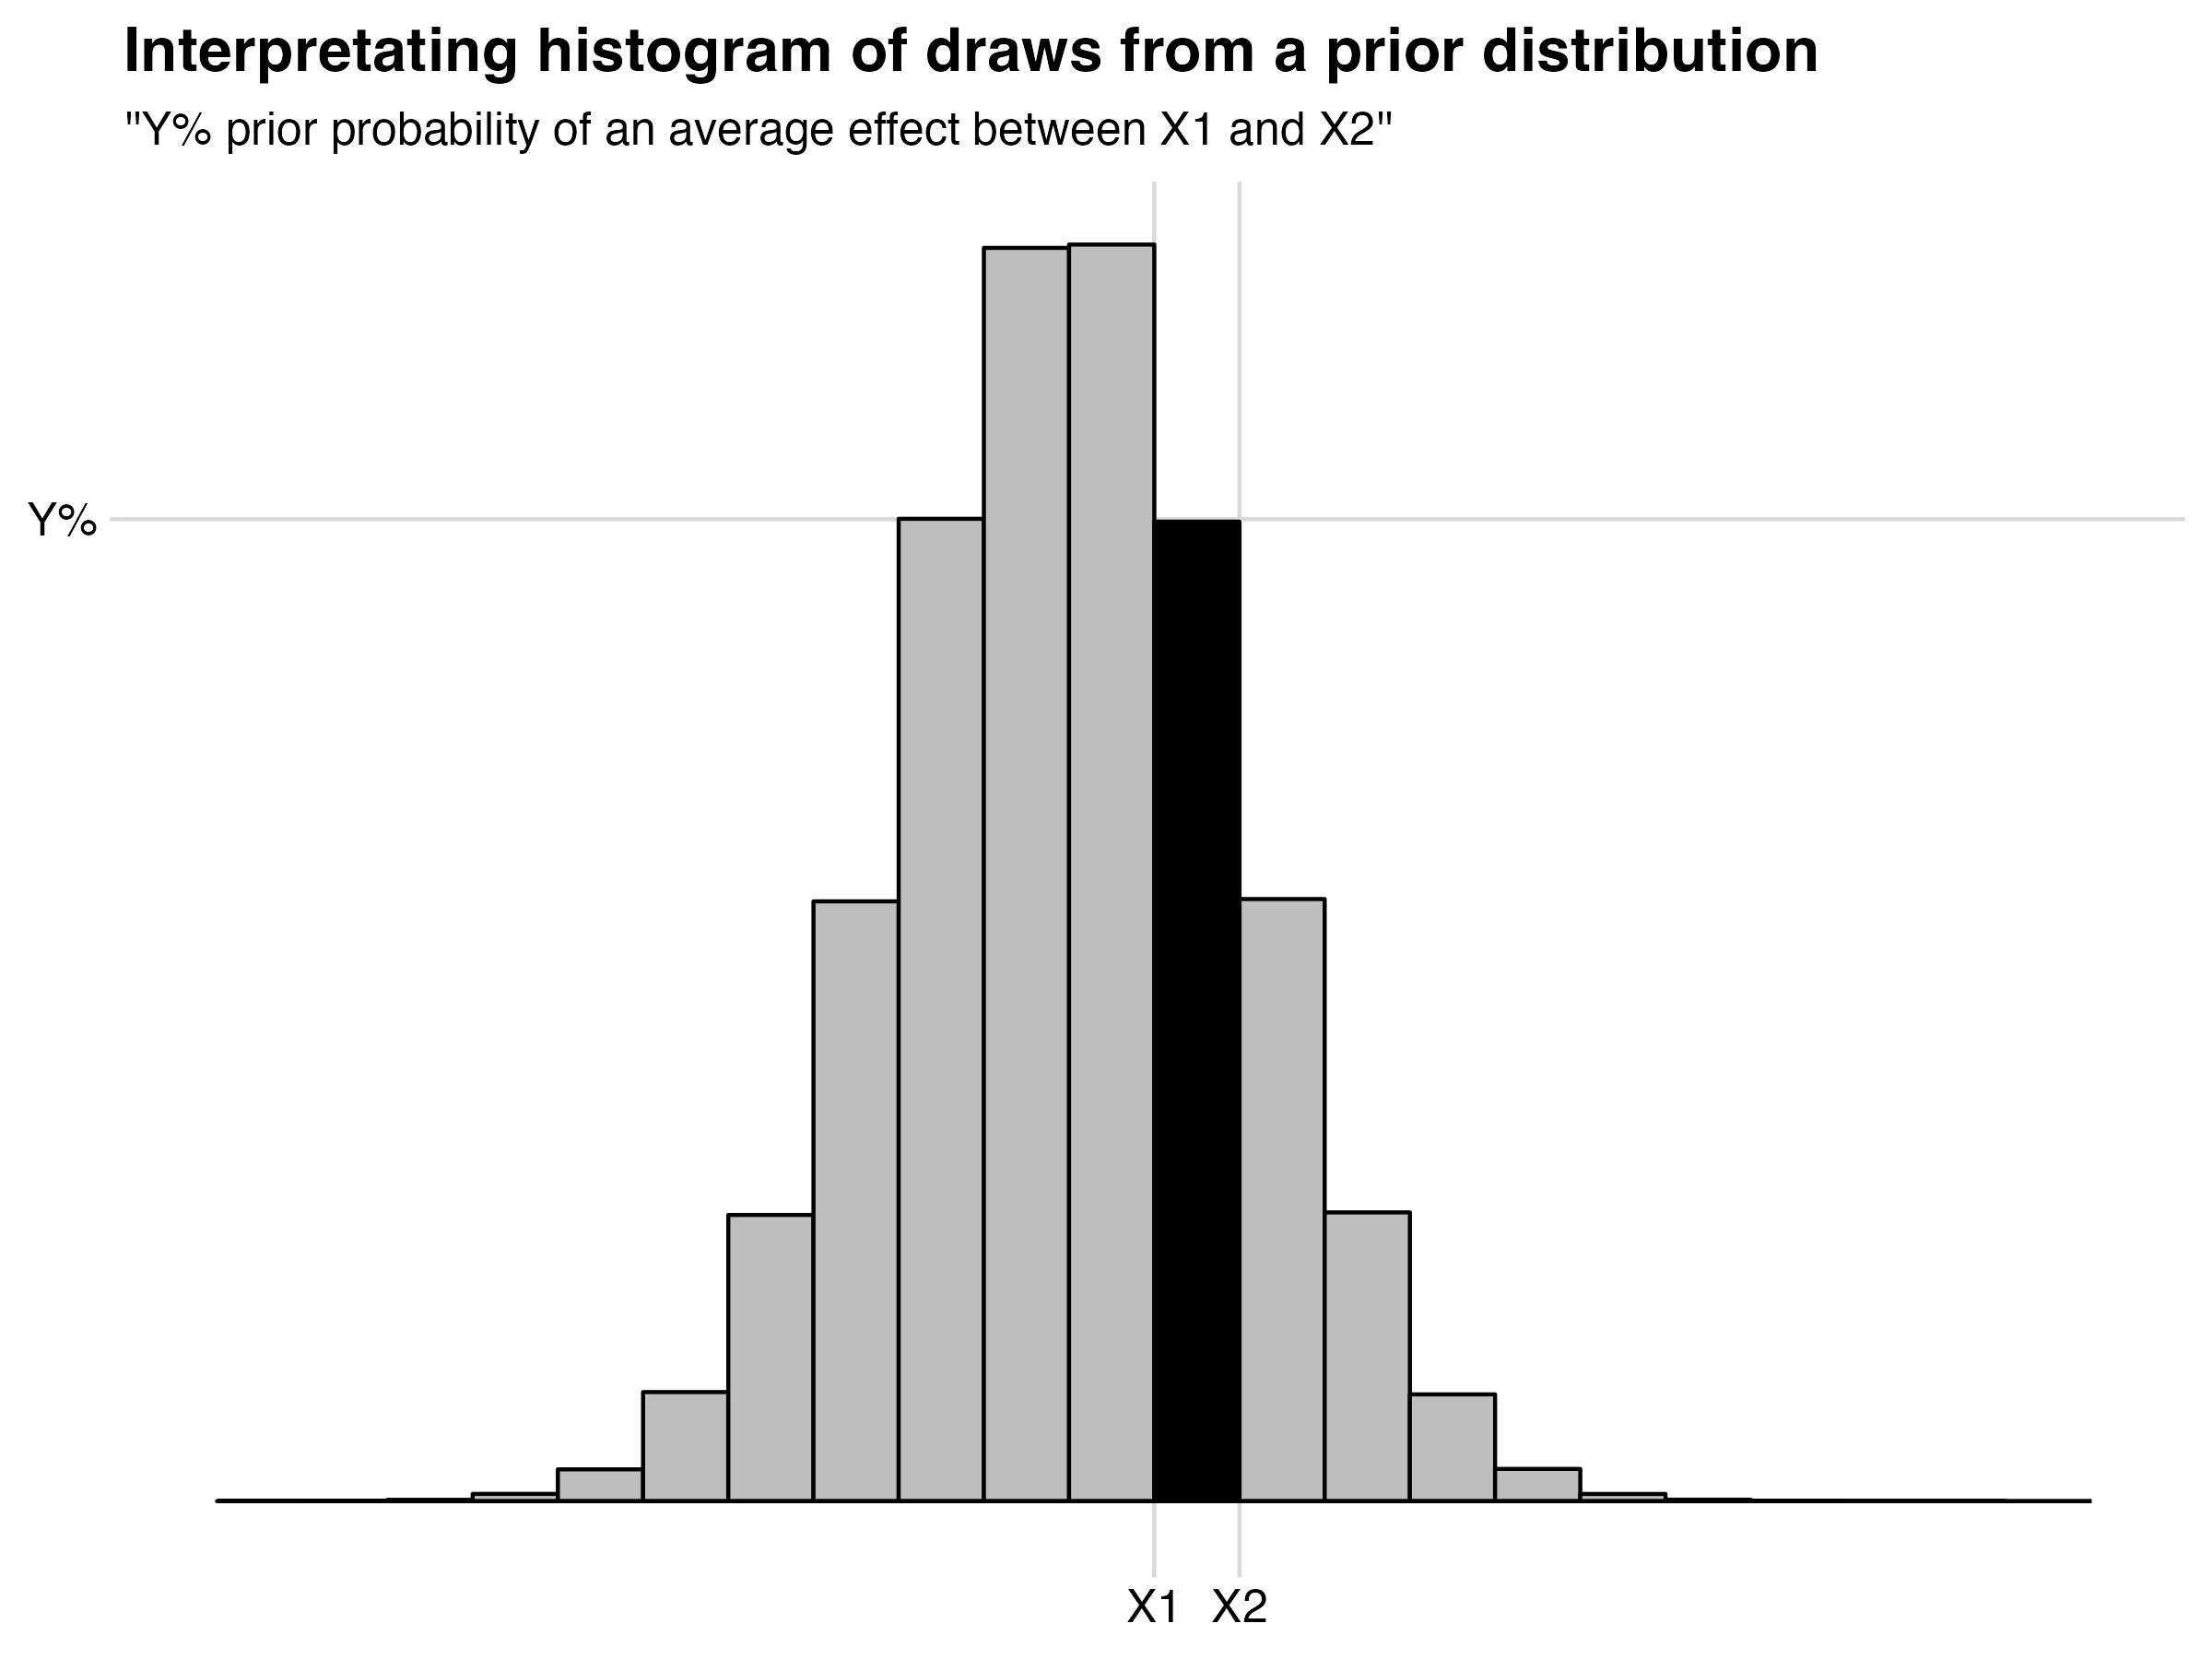 Interpretating histogram of draws from a prior distribution
"Y% prior probability of an average effect between X1 and X2"
Y%
X1 X2